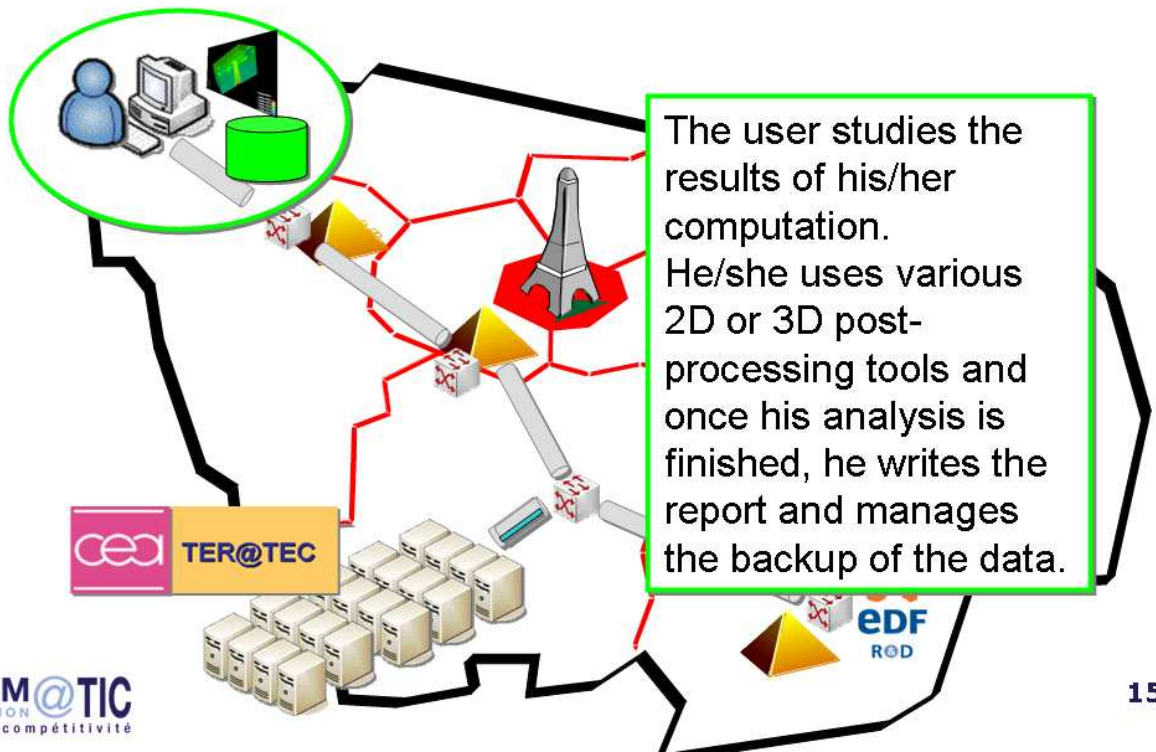 The user studies the
results of his/her
computation.
He/she uses various
2D or 3D post-
processing tools and
once his analysis is
finished, he writes the
report and manages
the backup of the data.
cea TER@TEC
eDF
R&D
M@TIC
ION
compétitivité
15